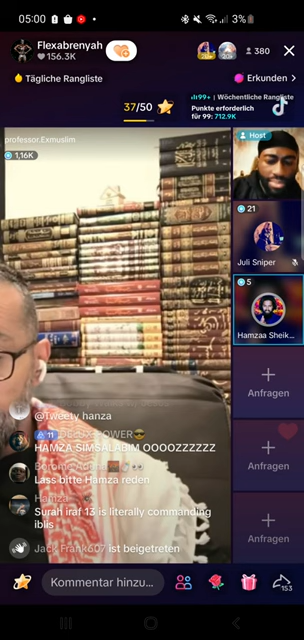 05:00
3%
Flexabrenyah
156.3K
380
Tägliche Rangliste
Erkunden >
37/50
99+ | Wöchentliche Rangliste
Punkte erforderlich
für 99: 712,9K
professor.Exmuslim
1,16K
Host
21
Juli Sniper
5
Hamzaa Sheik...
Anfragen
Anfragen
Anfragen
@Tweety hanza
11
POWER
HAMZA SIMSALABIM OOOOZZZZZZ
Lass bitte Hamza reden
Hamza
Surah iraf 13 is literally commanding
iblis
Jack Frank607 ist beigetreten
Kommentar hinzu...
153